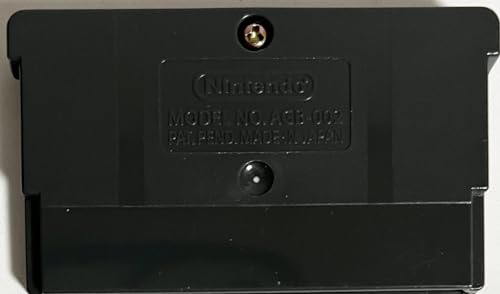 Nintendo®
MODEL NO. AGB-002
PAT. PEND. MADE IN JAPAN